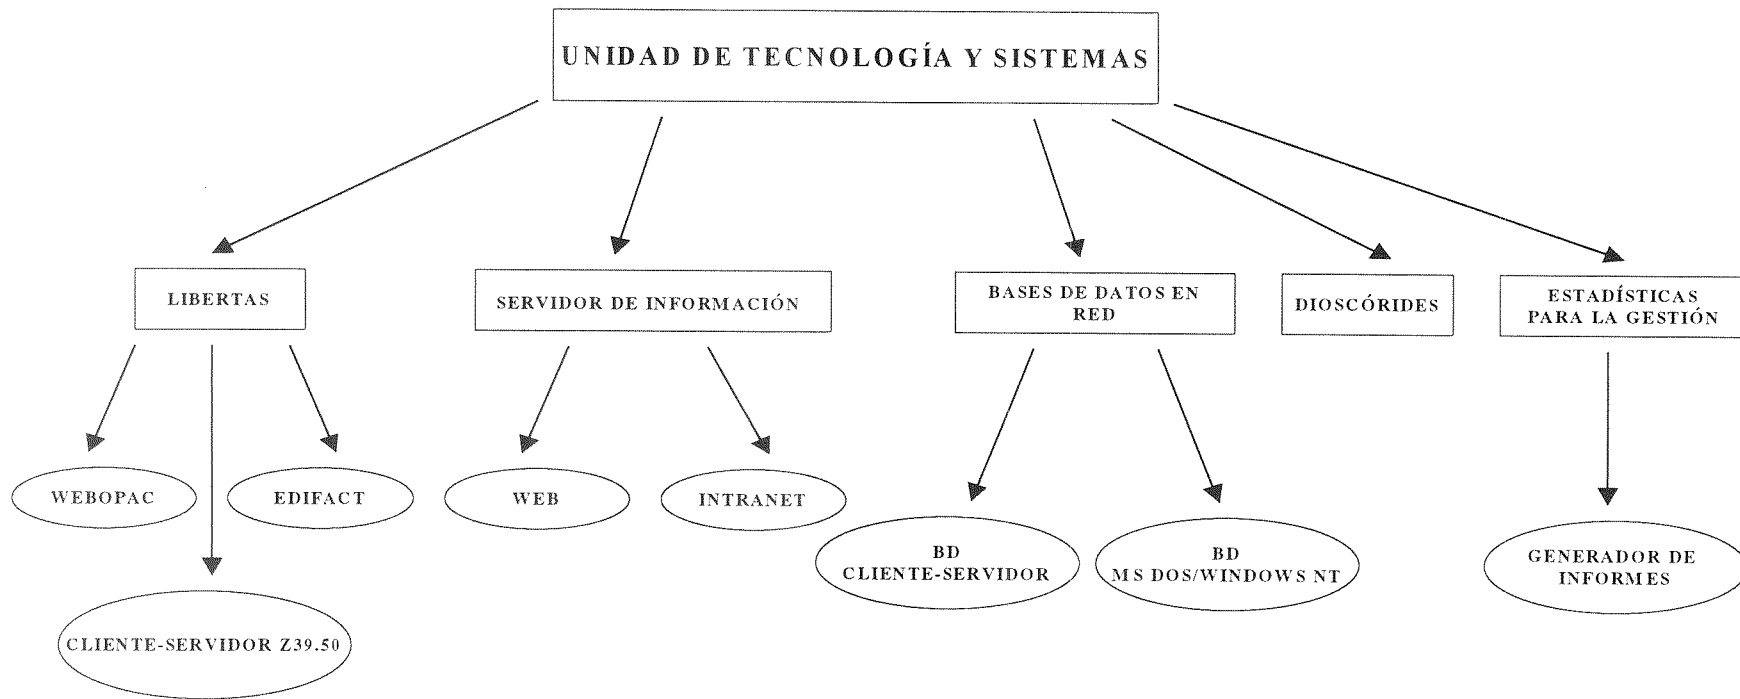 UNIDAD DE TECNOLOGÍA Y SISTEMAS
LIBERTAS
SERVIDOR DE INFORMACIÓN
BASES DE DATOS EN
RED
DIOSCÓRIDES
ESTADÍSTICAS
PARA LA GESTIÓN
WEBOPAC
EDIFACT
WEB
INTRANET
BD
CLIENTE-SERVIDOR
BD
MS DOS/WINDOWS NT
GENERADOR DE
INFORMES
CLIENTE-SERVIDOR Z39.50